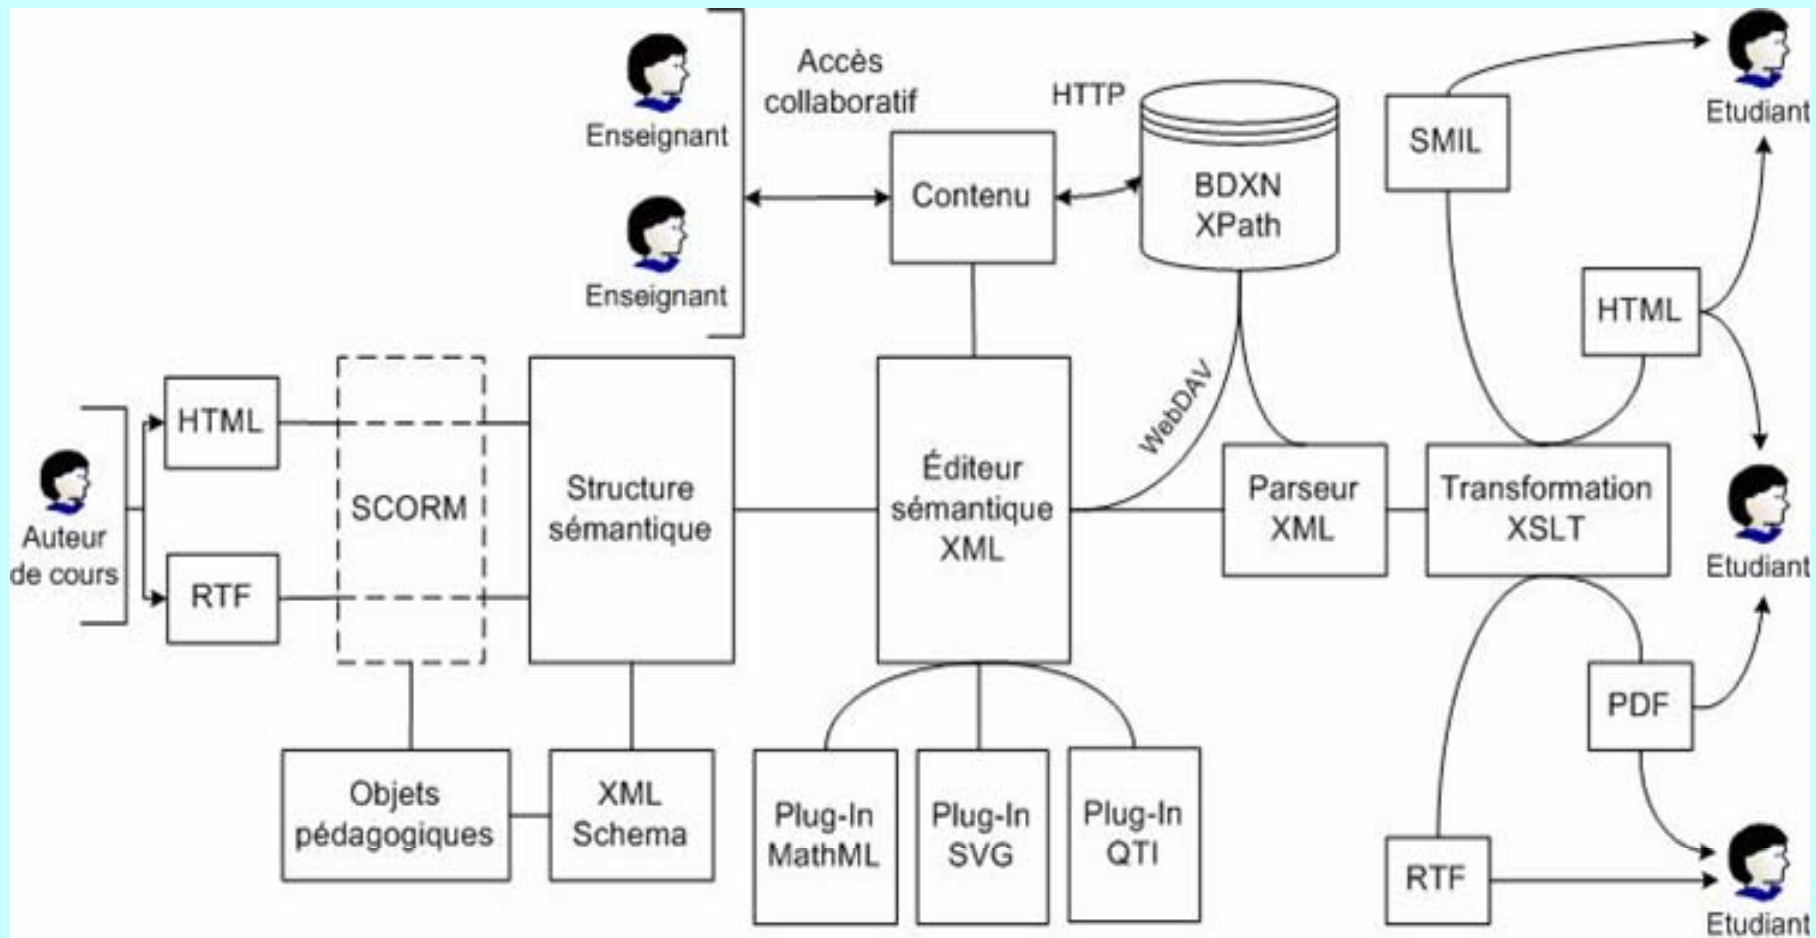 Enseignant
Enseignant
Accès
collaboratif
HTTP
Contenu
BDXN
XPath
SMIL
Etudiant
HTML
Auteur
de cours
HTML
RTF
SCORM
Structure
sémantique
Éditeur
sémantique
XML
WebDAV
Parseur
XML
Transformation
XSLT
Etudiant
Objets
pédagogiques
XML
Schema
Plug-In
MathML
Plug-In
SVG
Plug-In
QTI
PDF
RTF
Etudiant